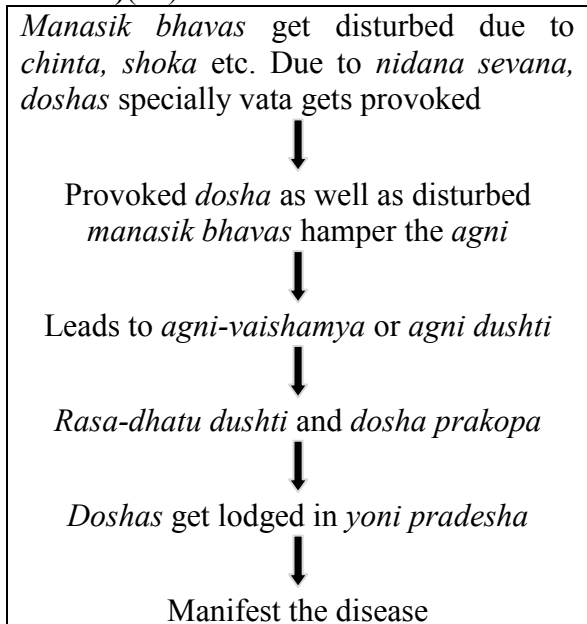 Manasik bhavas get disturbed due to
chinta, shoka etc. Due to nidana sevana,
doshas specially vata gets provoked
Provoked dosha as well as disturbed
manasik bhavas hamper the agni
Leads to agni-vaishamya or agni dushti
Rasa-dhatu dushti and dosha prakopa
Doshas get lodged in yoni pradesha
Manifest the disease